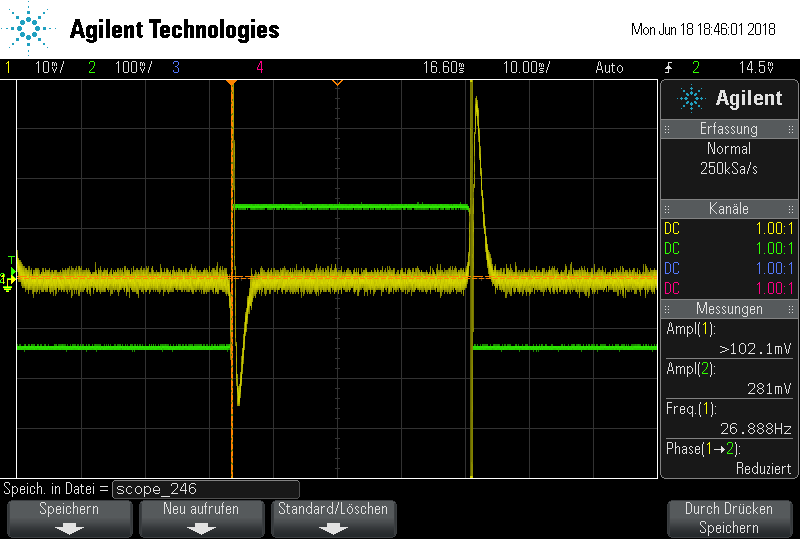 Agilent Technologies
Mon Jun 18 18:46:01 2018
1 10mV/ 2 100mV/ 3 4 16.60s 10.00s/ Auto 2 14.5mV
Agilent
Erfassung
Normal
250kSa/s
Kanäle
DC 1.00:1
DC 1.00:1
DC 1.00:1
DC 1.00:1
Messungen
Ampl(1):
>102.1mV
Ampl(2):
281mV
Freq.(1):
26.888Hz
Phase(1→2):
Reduziert
T
Speich. in Datei = scope_246
Speichern
Neu aufrufen
Standard/Löschen
Durch Drücken
Speichern